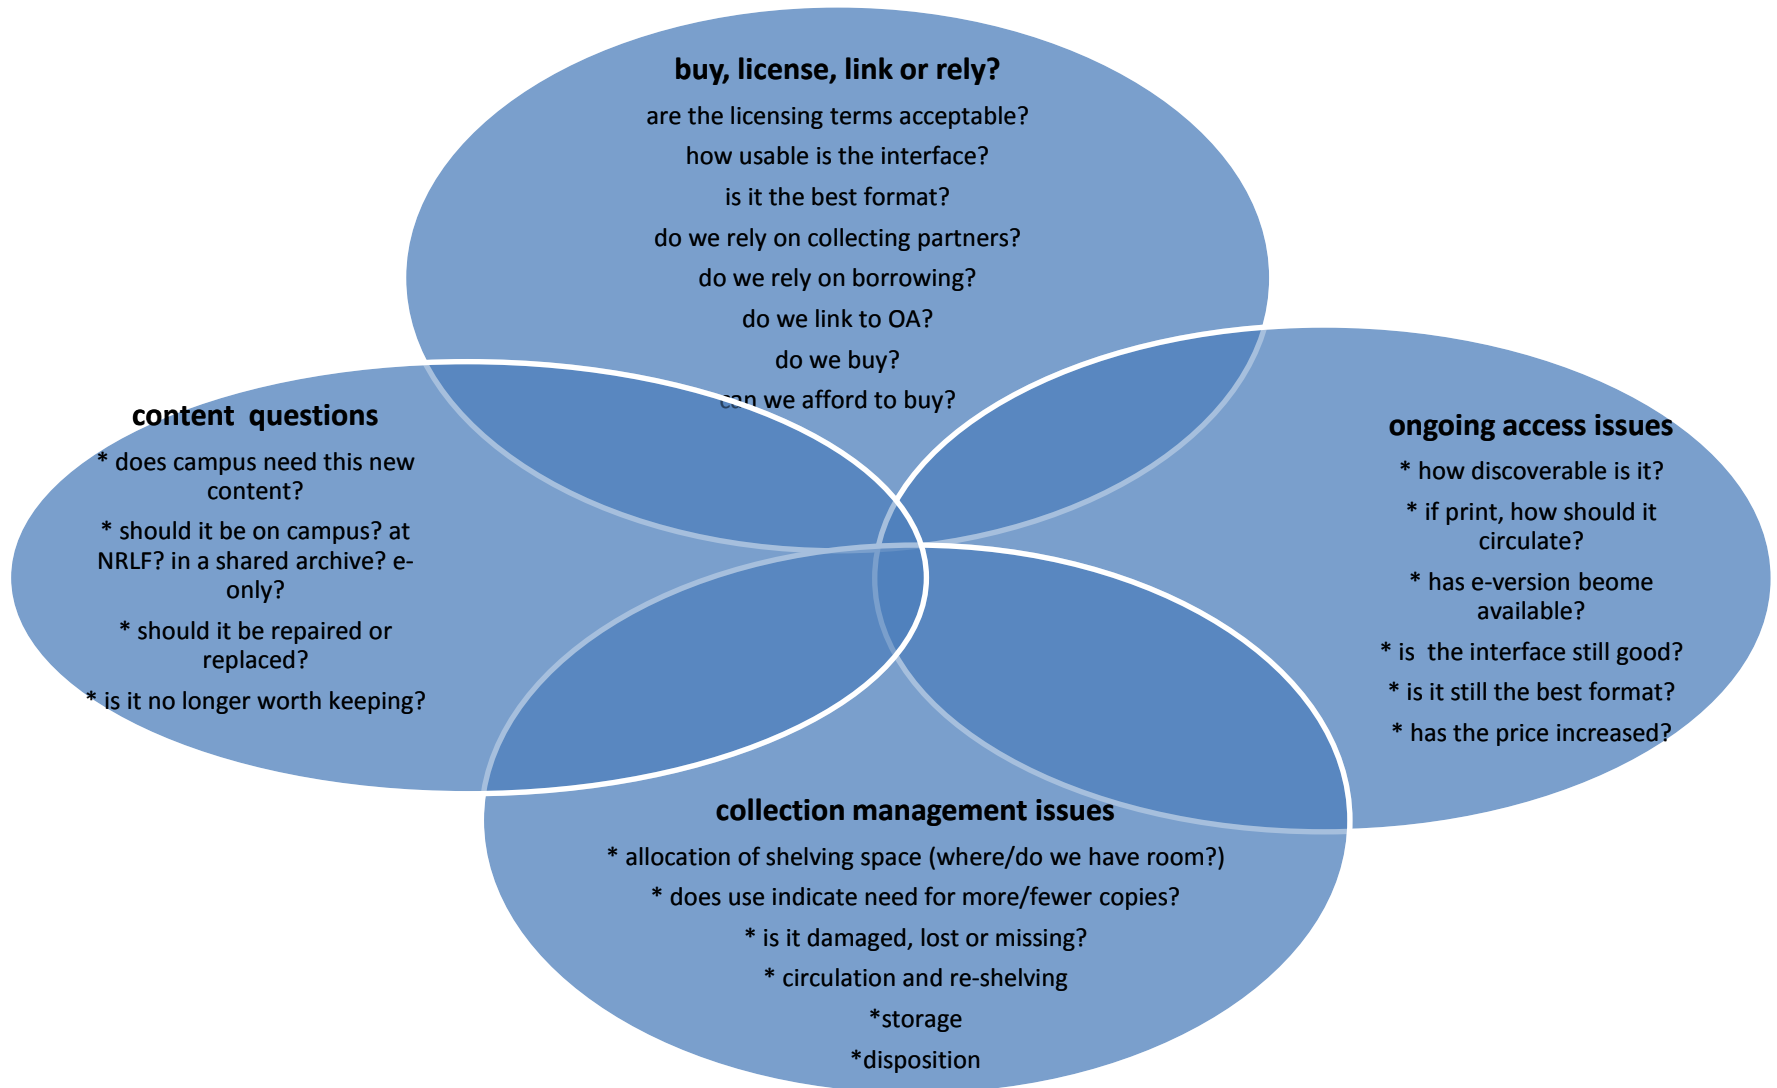 buy, license, link or rely?
are the licensing terms acceptable?
how usable is the interface?
is it the best format?
do we rely on collecting partners?
do we rely on borrowing?
do we link to OA?
do we buy?
can we afford to buy?
content  questions
* does campus need this new
content?
* should it be on campus? at
NRLF? in a shared archive? e-
only?
* should it be repaired or
replaced?
* is it no longer worth keeping?
ongoing access issues
* how discoverable is it?
* if print, how should it
circulate?
* has e-version beome
available?
* is  the interface still good?
* is it still the best format?
* has the price increased?
collection management issues
* allocation of shelving space (where/do we have room?)
* does use indicate need for more/fewer copies?
* is it damaged, lost or missing?
* circulation and re-shelving
*storage
*disposition